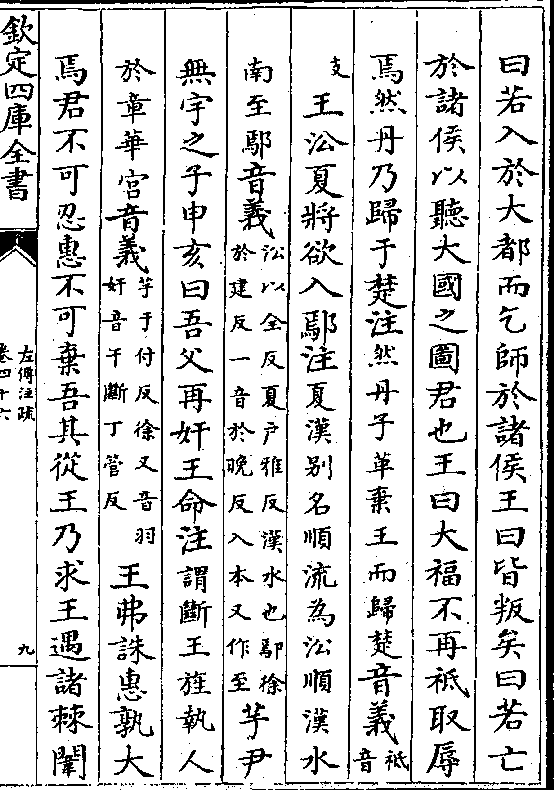 曰若入於大都而乞師於諸侯王曰皆叛矣曰若亡
於諸侯以聽大國之圖君也王曰大福不再祗取辱
焉然丹乃歸于楚注然丹子革棄王而歸楚音義祗音
支王沿夏將欲入鄢注夏漢别名順流為沿順漢水
南至鄢音義沿以全反夏户雅反漢水也鄢徐於建反一音於晚反入本又作至芋尹
無宇之子申亥曰吾父再奸王命注謂斷王旌執人
於章華宫音義芋于付反徐又音羽奸音干斷丁管反王弗誅惠孰大
焉君不可忍惠不可棄吾其從王乃求王遇諸棘闈
欽定四庫全書
左傳注疏
卷四十六
九